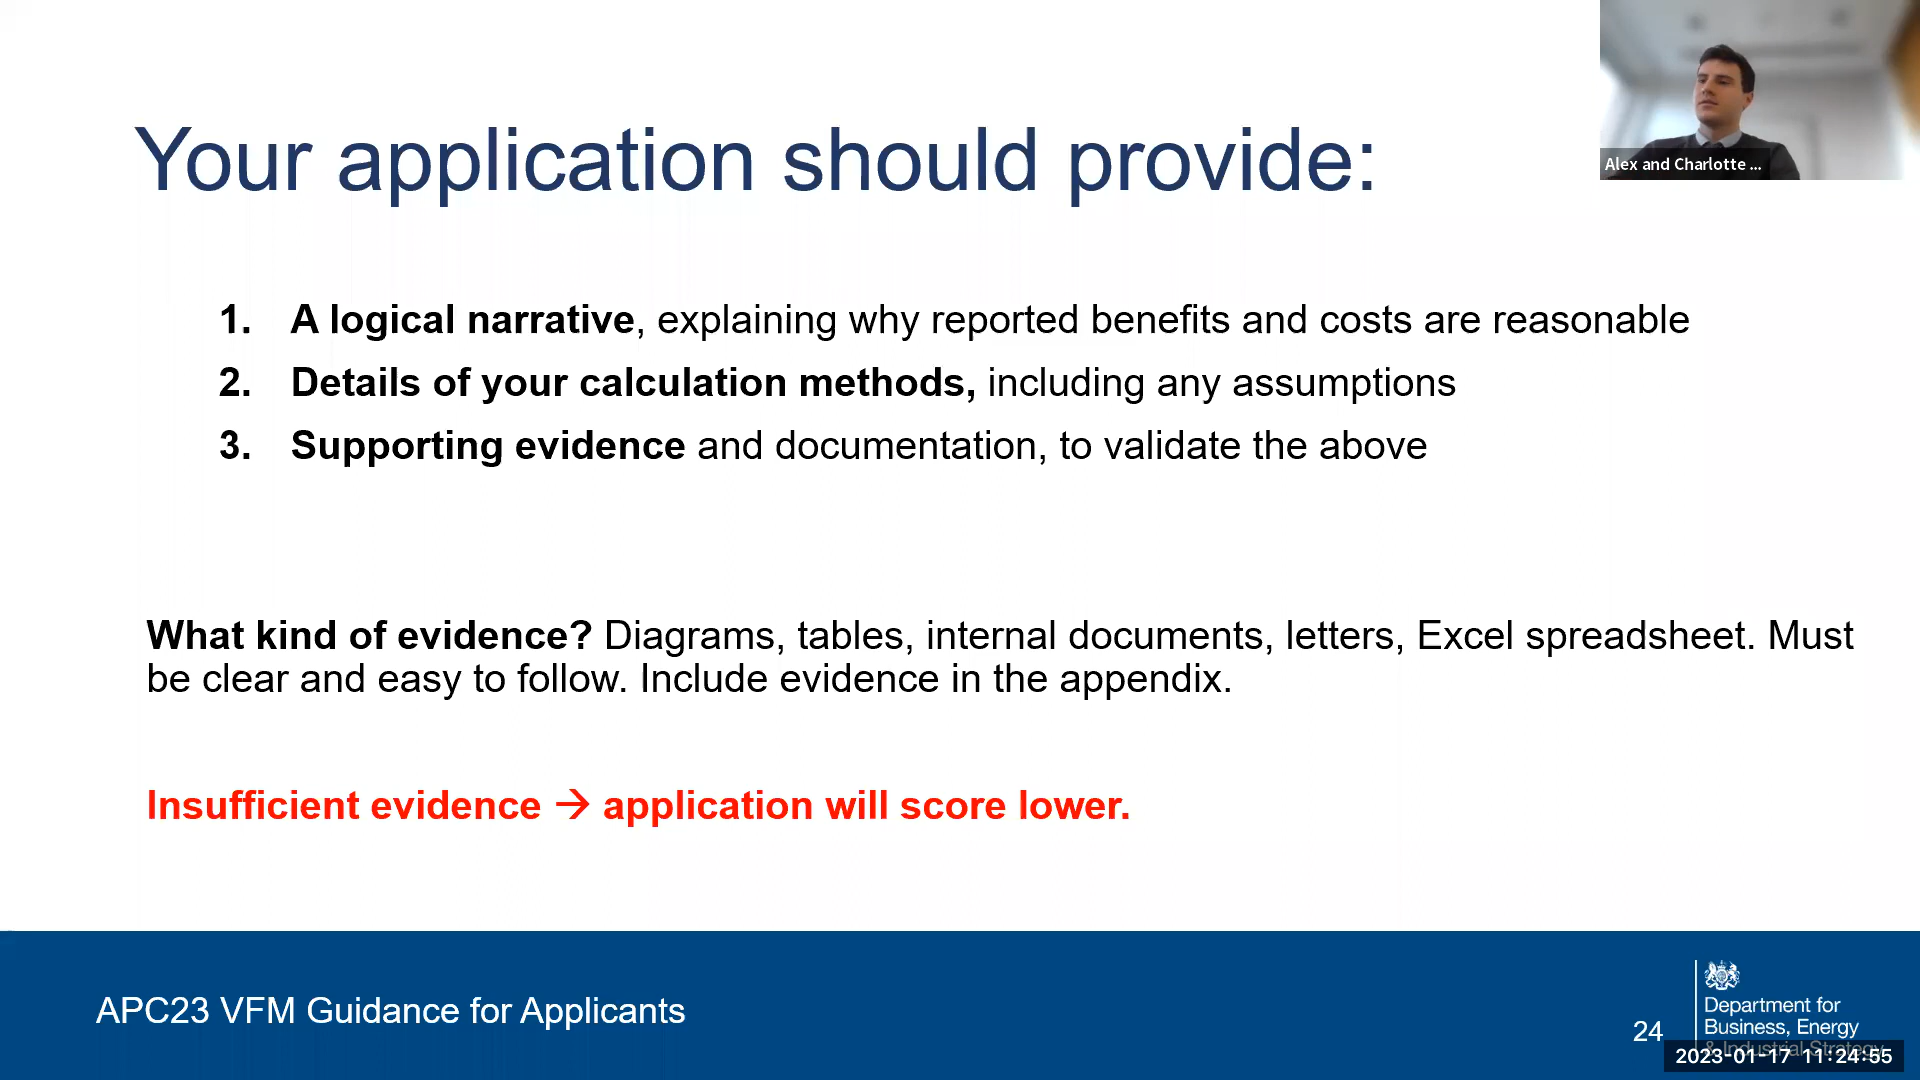 Your application should provide:
Alex and Charlotte ...
1. A logical narrative, explaining why reported benefits and costs are reasonable
2. Details of your calculation methods, including any assumptions
3. Supporting evidence and documentation, to validate the above
What kind of evidence? Diagrams, tables, internal documents, letters, Excel spreadsheet. Must
be clear and easy to follow. Include evidence in the appendix.
Insufficient evidence → application will score lower.
APC23 VFM Guidance for Applicants
24
Department for
Business, Energy
& Industrial Strategy
2023-01-17 11:24:55